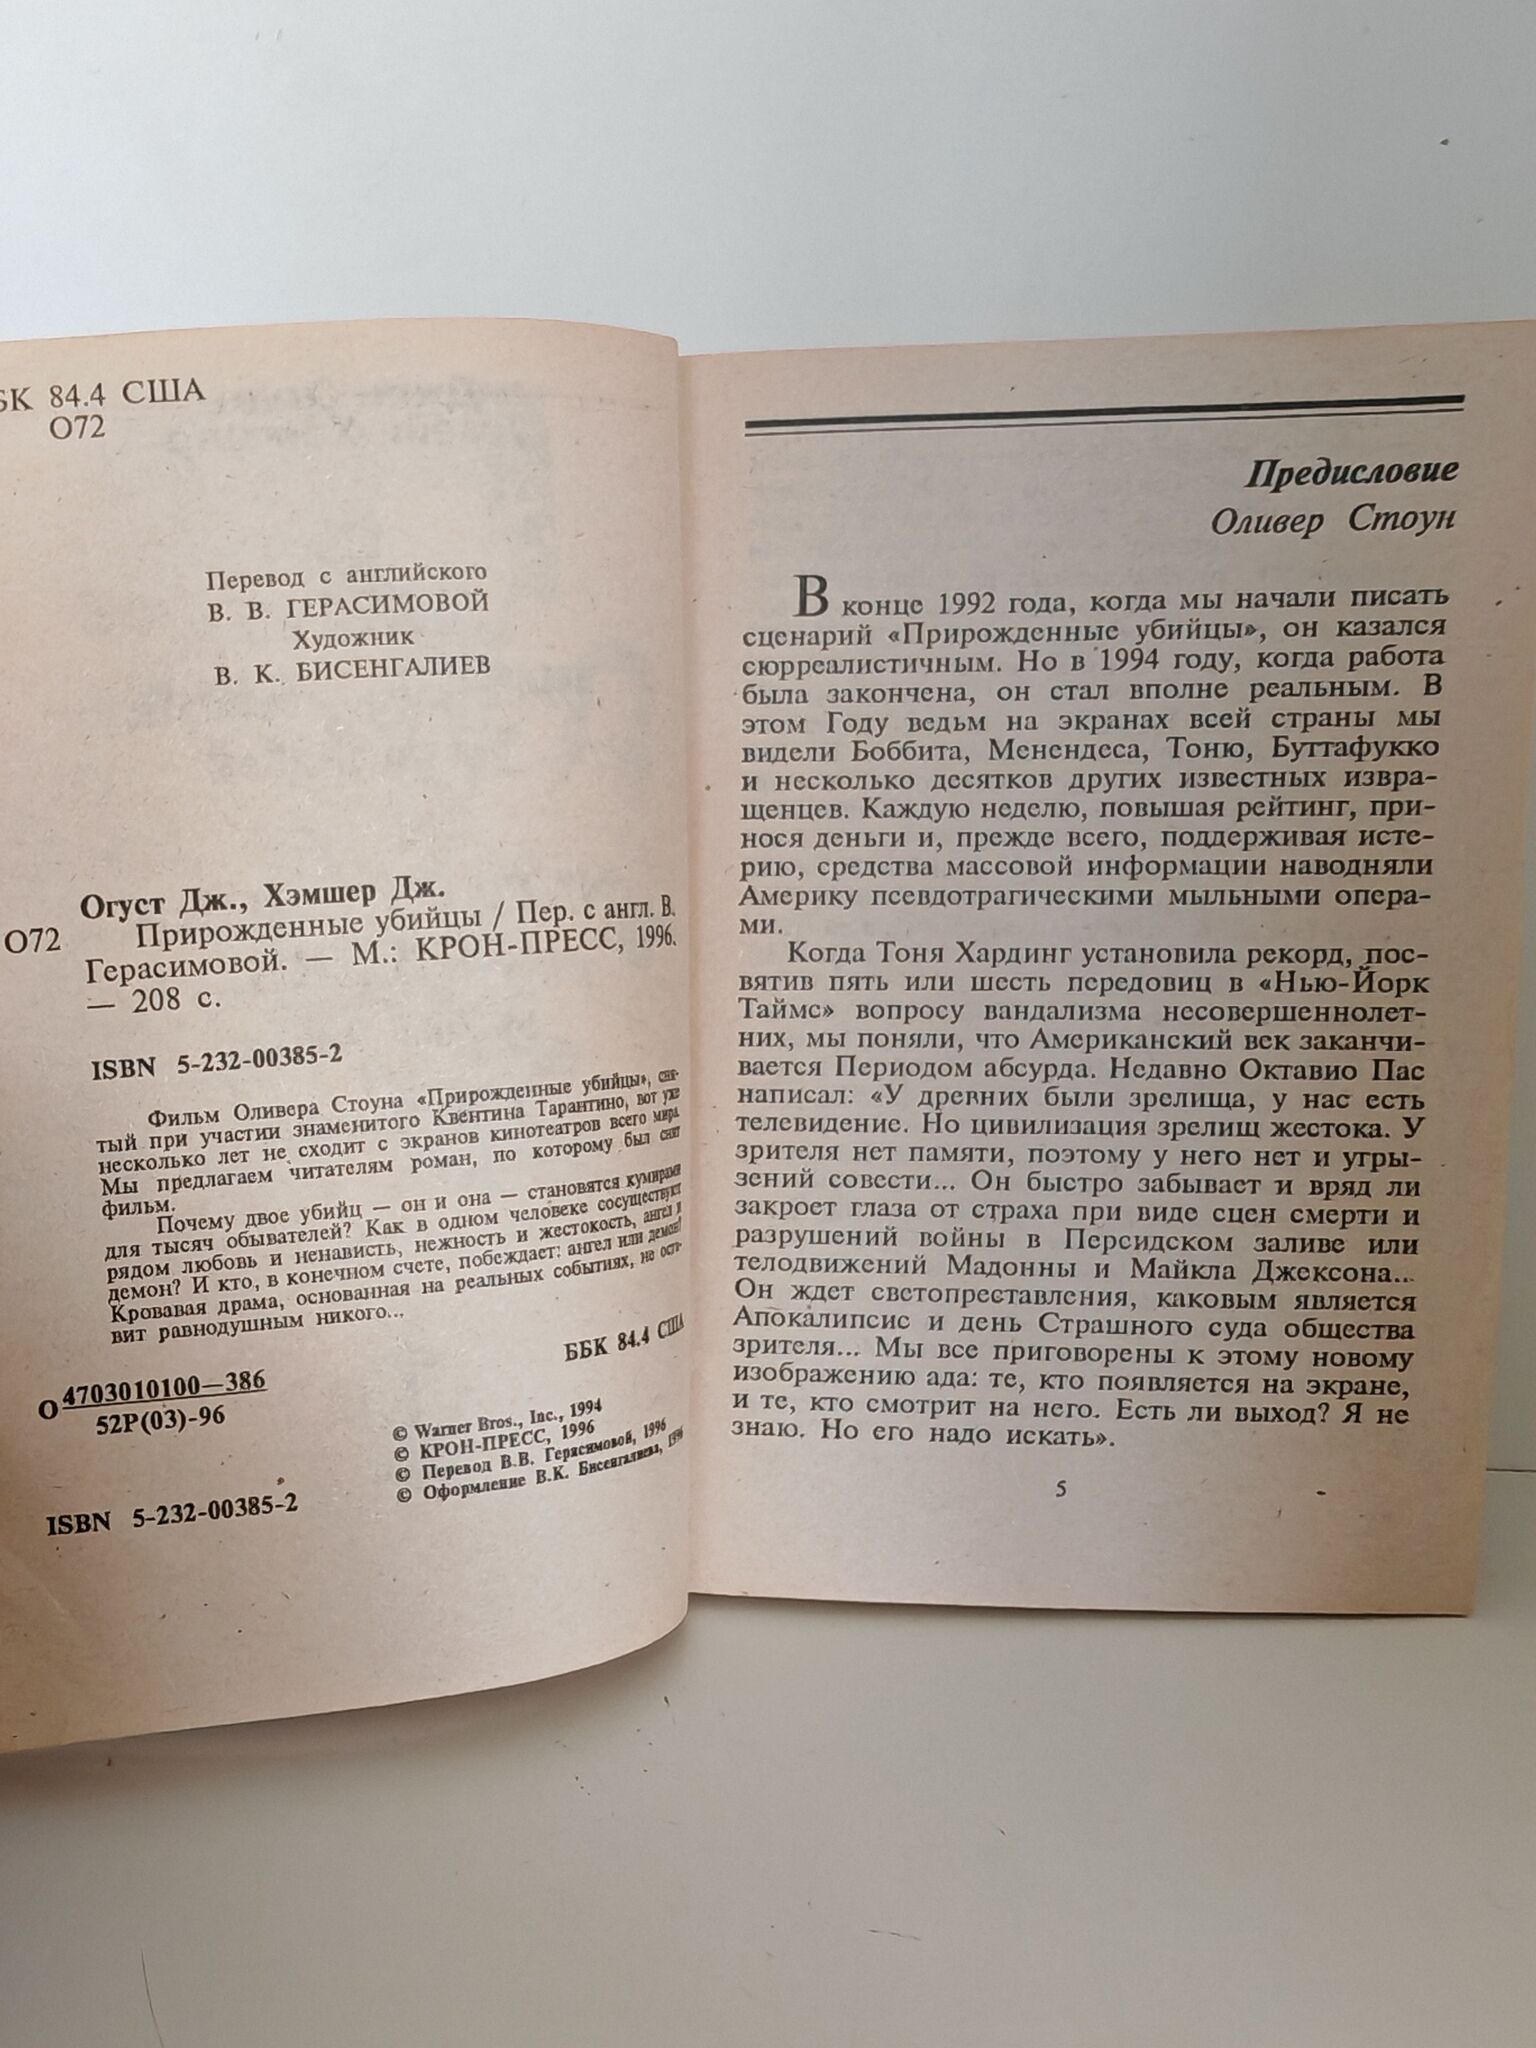 БК 84.4 США
О72
Перевод с английского
В. В. ГЕРАСИМОВОЙ
Художник
В. К. БИСЕНГАЛИЕВ
Огуст Дж., Хэмшер Дж.
О72 Прирожденные убийцы / Пер. с англ. В.
Герасимовой. — М.: КРОН-ПРЕСС, 1996.
— 208 с.
ISBN 5-232-00385-2
Фильм Оливера Стоуна «Прирожденные убийцы», сня-
тый при участии знаменитого Квентина Тарантино, вот уже
несколько лет не сходит с экранов кинотеатров всего мира.
Мы предлагаем читателям роман, по которому был снят
фильм.
Почему двое убийц — он и она — становятся кумирами
для тысяч обывателей? Как в одном человеке сосуществуют
рядом любовь и ненависть, нежность и жестокость, ангел и
демон? И кто, в конечном счете, побеждает: ангел или демон?
Кровавая драма, основанная на реальных событиях, не оста-
вит равнодушным никого...
ББК 84.4 США
О 4703010100—386
52Р(03)-96
© Warner Bros., Inc., 1994
© КРОН-ПРЕСС, 1996
© Перевод В.В. Герасимовой, 1996
© Оформление В.К. Бисенгалиева, 1996
ISBN 5-232-00385-2
Предисловие
Оливер Стоун
В конце 1992 года, когда мы начали писать
сценарий «Прирожденные убийцы», он казался
сюрреалистичным. Но в 1994 году, когда работа
была закончена, он стал вполне реальным. В
этом Году ведьм на экранах всей страны мы
видели Боббита, Менендеса, Тоню, Буттафукко
и несколько десятков других известных извра-
щенцев. Каждую неделю, повышая рейтинг, при-
нося деньги и, прежде всего, поддерживая исте-
рию, средства массовой информации наводняли
Америку псевдотрагическими мыльными опера-
ми.
Когда Тоня Хардинг установила рекорд, пос-
вятив пять или шесть передовиц в «Нью-Йорк
Таймс» вопросу вандализма несовершеннолет-
них, мы поняли, что Американский век заканчи-
вается Периодом абсурда. Недавно Октавио Пас
написал: «У древних были зрелища, у нас есть
телевидение. Но цивилизация зрелищ жестока. У
зрителя нет памяти, поэтому у него нет и угры-
зений совести... Он быстро забывает и вряд ли
закроет глаза от страха при виде сцен смерти и
разрушений войны в Персидском заливе или
телодвижений Мадонны и Майкла Джексона...
Он ждет светопреставления, каковым является
Апокалипсис и день Страшного суда общества
зрителя... Мы все приговорены к этому новому
изображению ада: те, кто появляется на экране,
и те, кто смотрит на него. Есть ли выход? Я не
знаю. Но его надо искать».
5